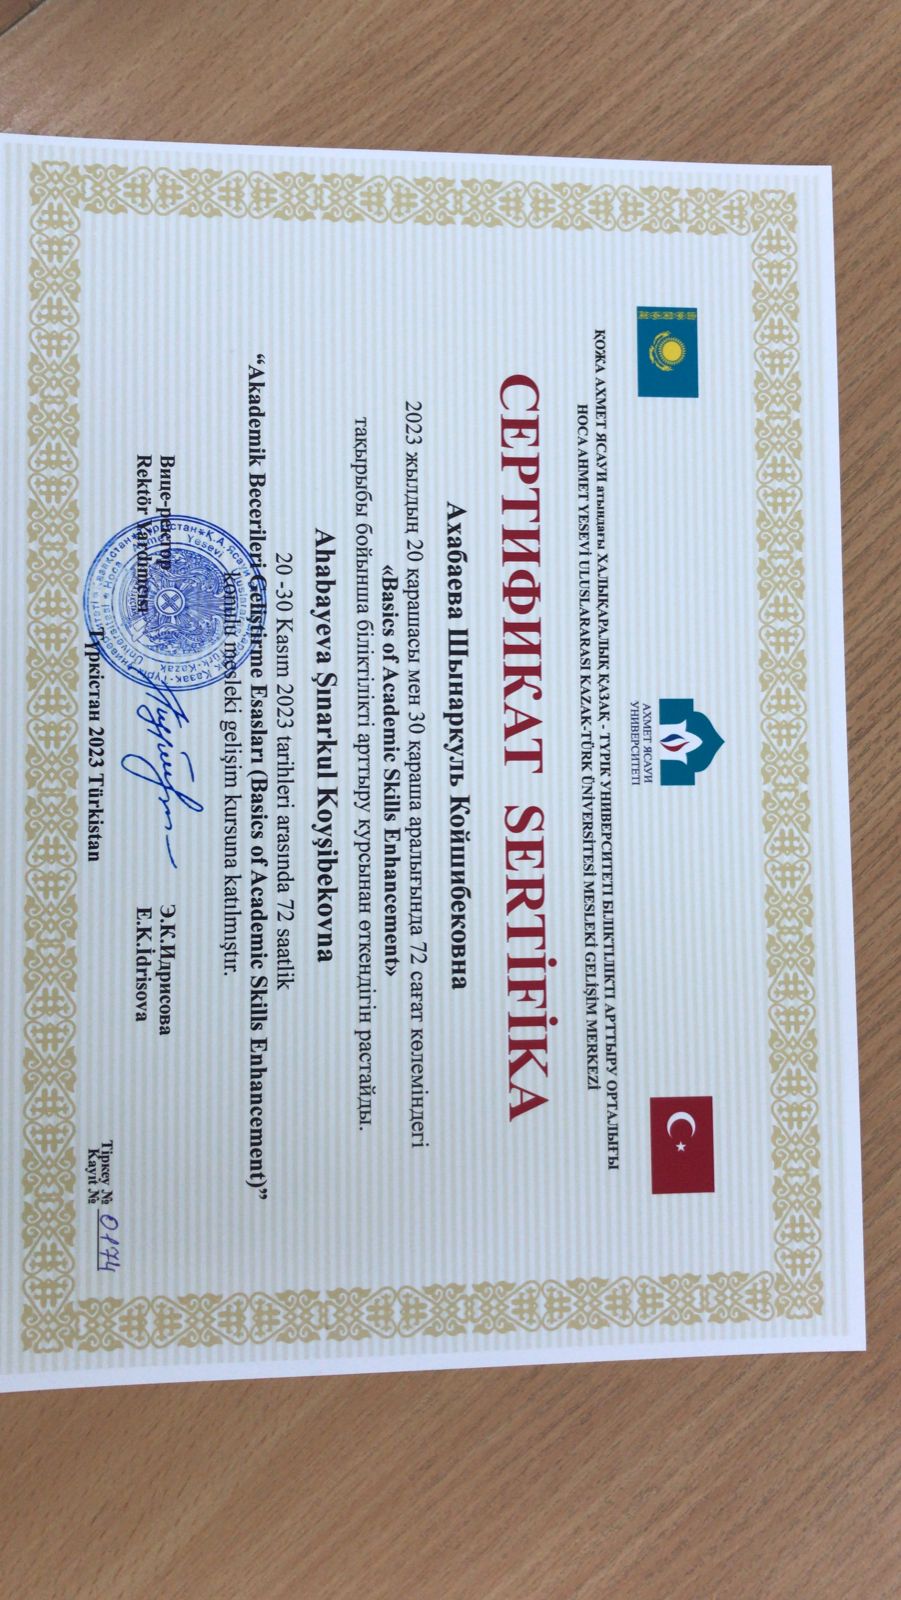 АХМЕТ ЯСАУИ
УНИВЕРСИТЕТІ
ҚОЖА АХМЕТ ЯСАУИ атындағы ХАЛЫҚАРАЛЫҚ ҚАЗАҚ - ТҮРІК УНИВЕРСИТЕТІ БІЛІКТІЛІКТІ АРТТЫРУ ОРТАЛЫҒЫ
HOCA AHMET YESEVİ ULUSLARARASI KAZAK-TÜRK ÜNİVERSİTESİ MESLEKİ GELİŞİM MERKEZİ
СЕРТИФИКАТ SERTİFİKA
Ахабаева Шынаркуль Койшибековна
2023 жылдың 20 қарашасы мен 30 қараша аралығында 72 сағат көлеміндегі
«Basics of Academic Skills Enhancement»
тақырыбы бойынша біліктілікті арттыру курсынан өткендігін растайды.
Ahabayeva Şınarkul Koyşibekovna
20 -30 Kasım 2023 tarihleri arasında 72 saatlik
“Akademik Becerileri Geliştirme Esasları (Basics of Academic Skills Enhancement)”
konulu mesleki gelişim kursuna katılmıştır.
Вице-ректор Э.К.Идрисова
Rektör Yardımcısı E.K.İdrisova
Түркістан 2023 Türkistan
Тіркеу №
Kayıt № 0174